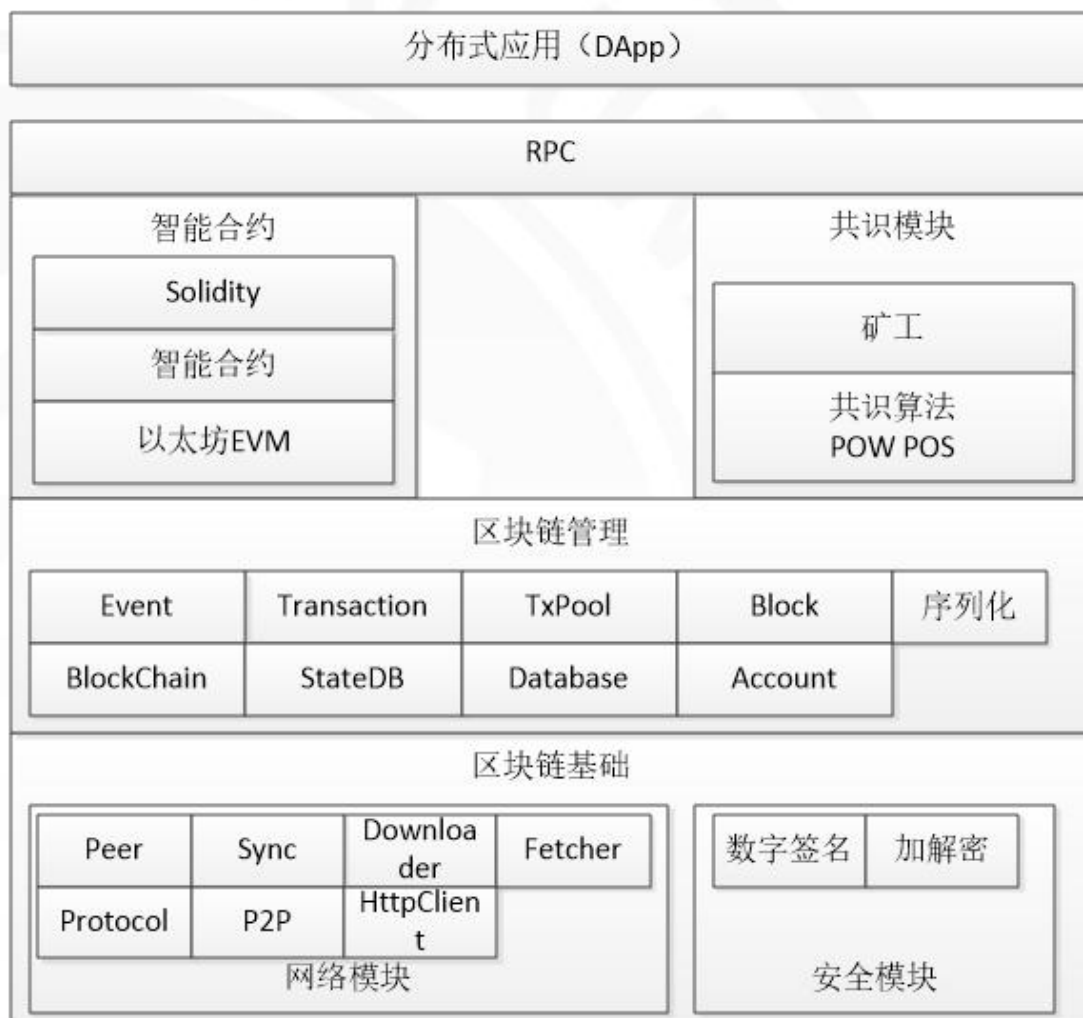 分布式应用（DApp）
RPC
智能合约
Solidity
智能合约
以太坊EVM
共识模块
矿工
共识算法
POW POS
区块链管理
Event
Transaction
TxPool
Block
序列化
BlockChain
StateDB
Database
Account
区块链基础
Peer
Sync
Downloa
der
Fetcher
Protocol
P2P
HttpClien
t
网络模块
数字签名
加解密
安全模块